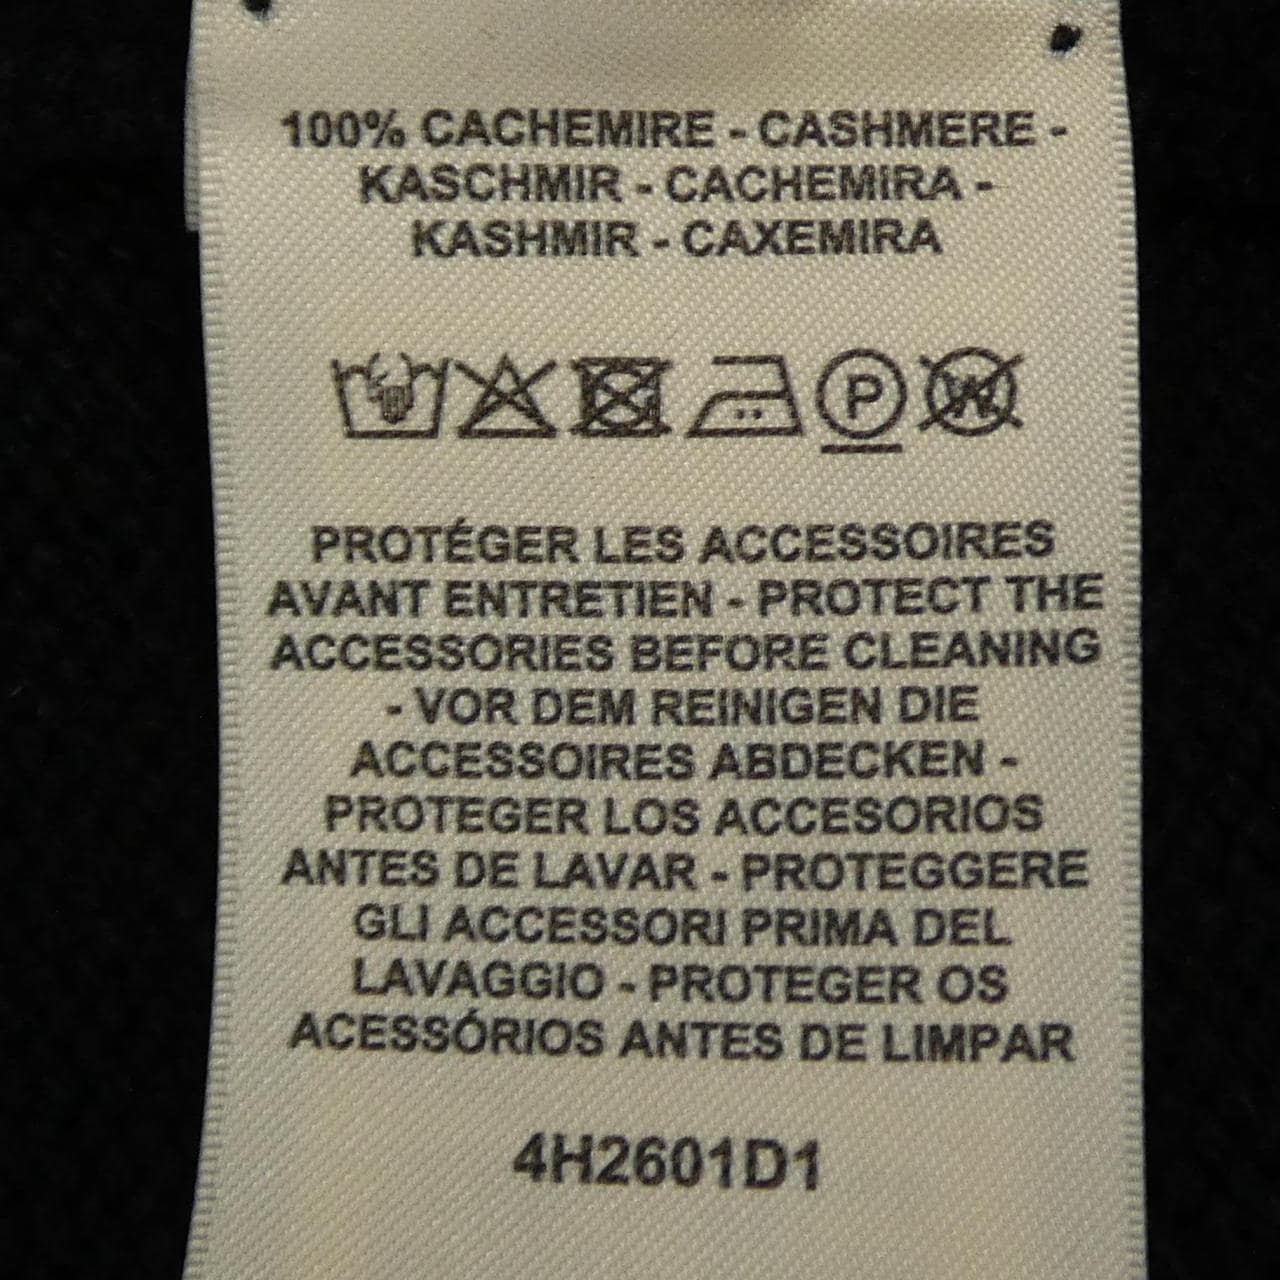 100% CACHEMIRE - CASHMERE -
KASCHMIR - CACHEMIRA -
KASHMIR - CAXEMIRA
P W
PROTÉGER LES ACCESSOIRES
AVANT ENTRETIEN - PROTECT THE
ACCESSORIES BEFORE CLEANING
- VOR DEM REINIGEN DIE
ACCESSOIRES ABDECKEN -
PROTEGER LOS ACCESORIOS
ANTES DE LAVAR - PROTEGGERE
GLI ACCESSORI PRIMA DEL
LAVAGGIO - PROTEGER OS
ACESSÓRIOS ANTES DE LIMPAR
4H2601D1